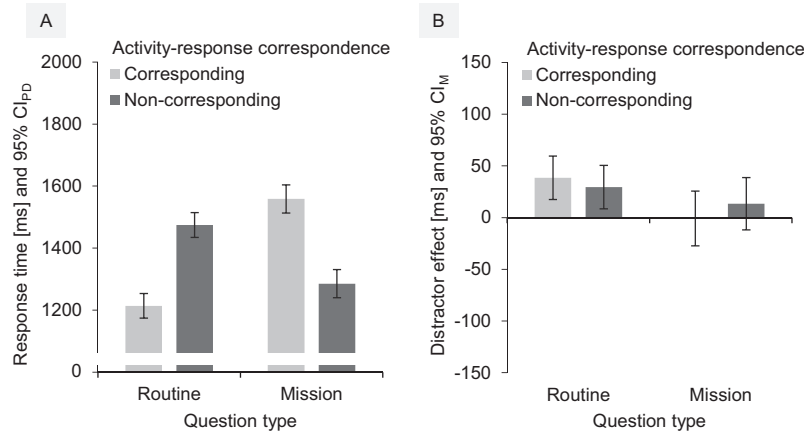 A
Activity-response correspondence
Corresponding
Non-corresponding
Response time [ms] and 95% CI_PD
2000
1800
1600
1400
1200
0
Routine
Mission
Question type
B
Activity-response correspondence
Corresponding
Non-corresponding
Distractor effect [ms] and 95% CI_M
150
100
50
0
-50
-100
-150
Routine
Mission
Question type